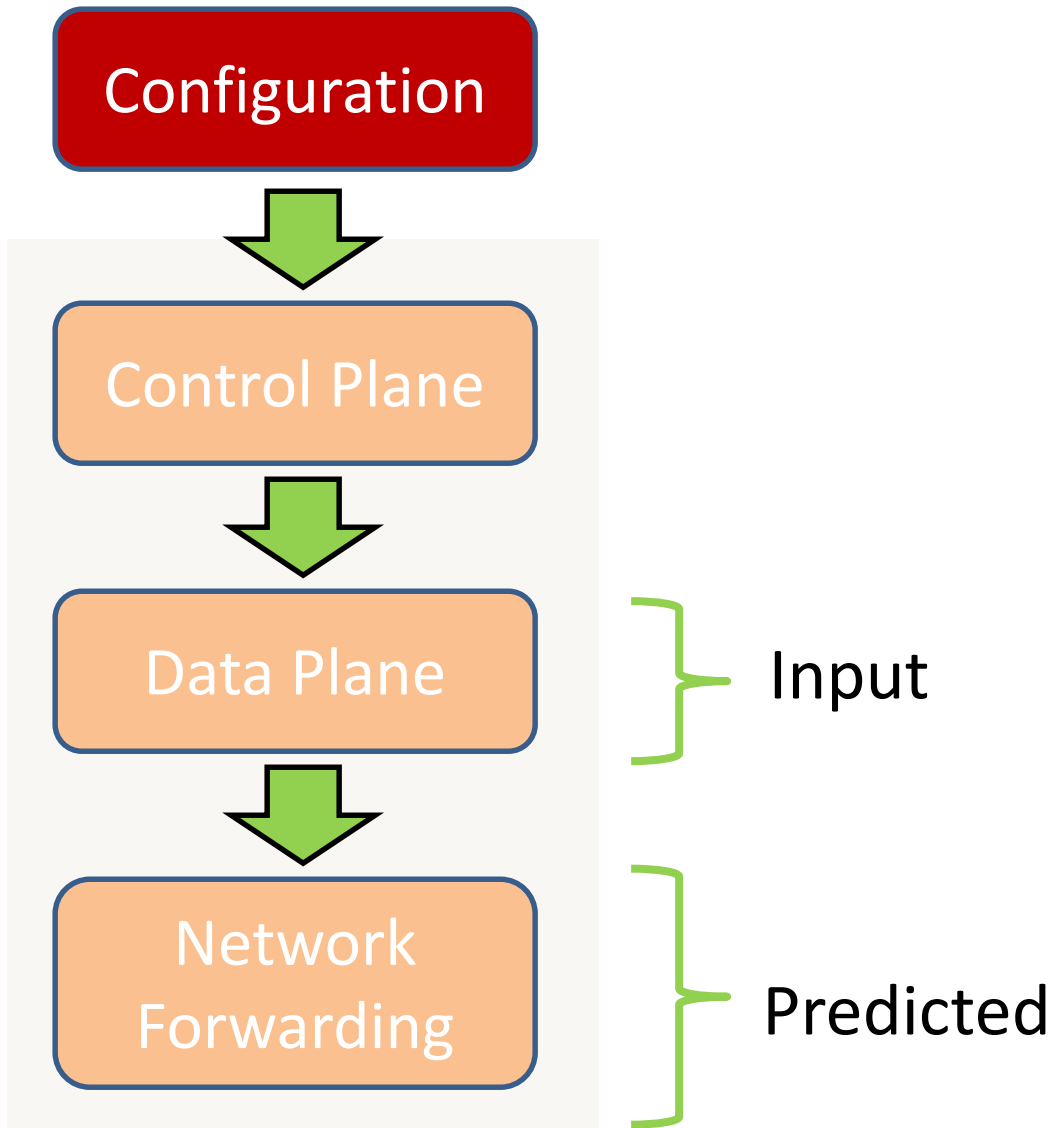 Configuration
Control Plane
Data Plane
Input
Network
Forwarding
Predicted